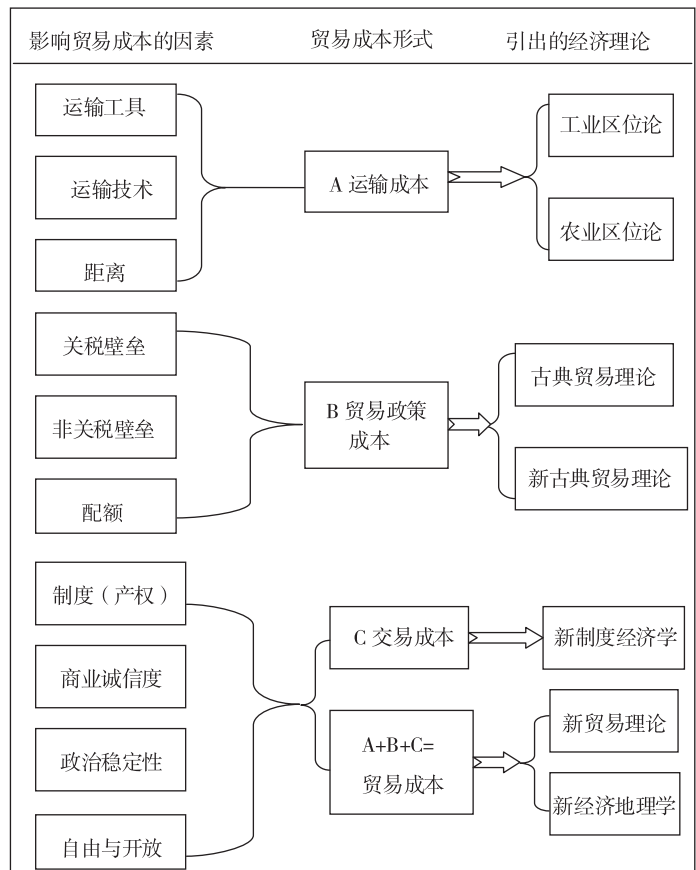 影响贸易成本的因素 贸易成本形式 引出的经济理论
运输工具
运输技术
距离
A 运输成本
工业区位论
农业区位论
关税壁垒
非关税壁垒
配额
B 贸易政策
成本
古典贸易理论
新古典贸易理论
制度（产权）
商业诚信度
政治稳定性
自由与开放
C 交易成本
新制度经济学
A+B+C=
贸易成本
新贸易理论
新经济地理学